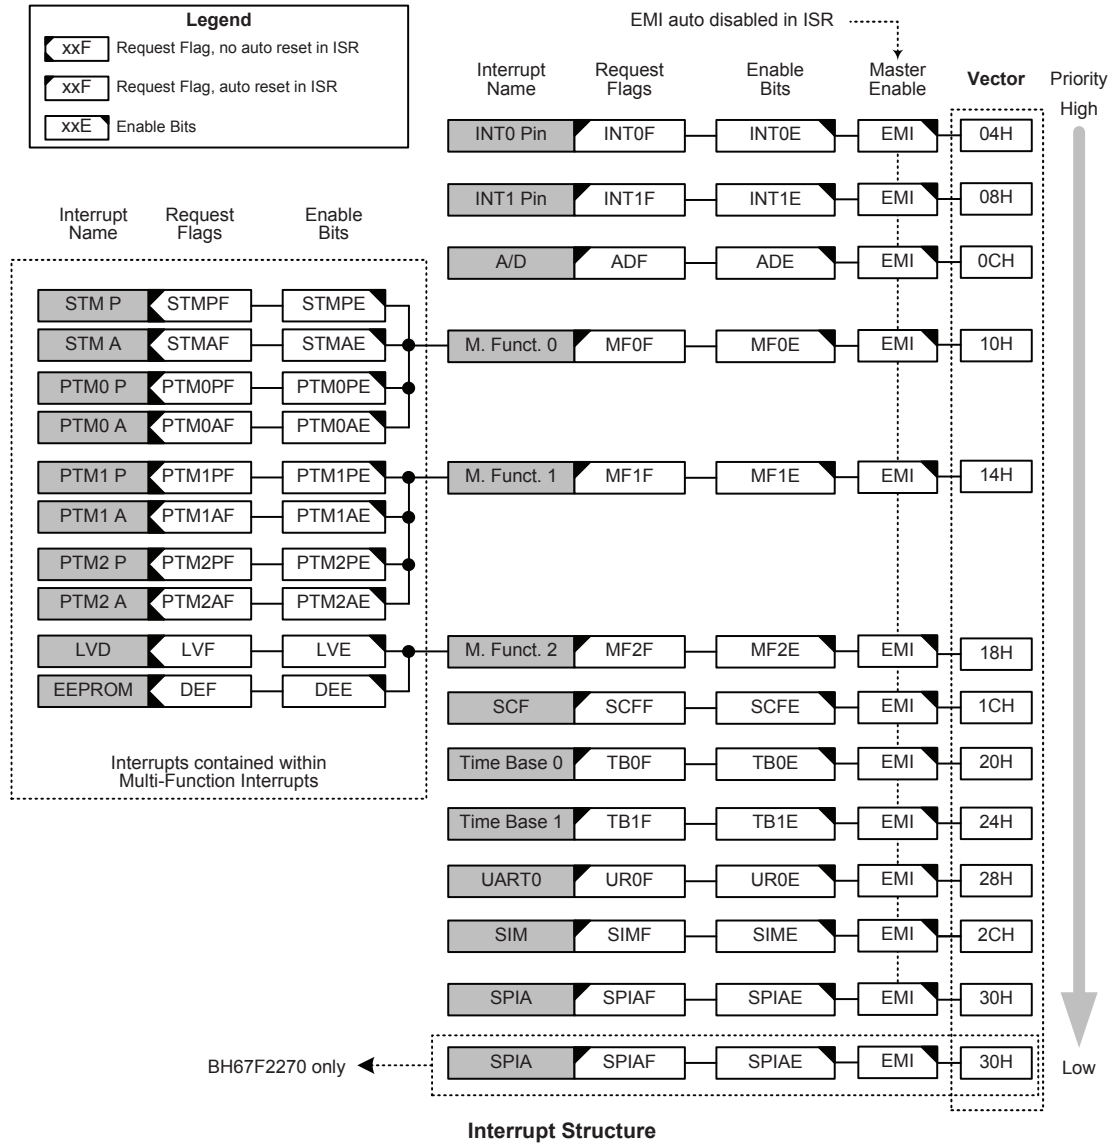 Legend
xxF Request Flag, no auto reset in ISR
xxF Request Flag, auto reset in ISR
xxE Enable Bits
EMI auto disabled in ISR
Interrupt Name Request Flags Enable Bits Master Enable Vector Priority
High
INT0 Pin INT0F INT0E EMI 04H
INT1 Pin INT1F INT1E EMI 08H
Interrupt Name Request Flags Enable Bits
A/D ADF ADE EMI 0CH
STM P STMPF STMPE
STM A STMAF STMAE M. Funct. 0 MF0F MF0E EMI 10H
PTM0 P PTM0PF PTM0PE
PTM0 A PTM0AF PTM0AE
PTM1 P PTM1PF PTM1PE M. Funct. 1 MF1F MF1E EMI 14H
PTM1 A PTM1AF PTM1AE
PTM2 P PTM2PF PTM2PE
PTM2 A PTM2AF PTM2AE
LVD LVF LVE M. Funct. 2 MF2F MF2E EMI 18H
EEPROM DEF DEE
SCF SCFF SCFE EMI 1CH
Interrupts contained within
Multi-Function Interrupts
Time Base 0 TB0F TB0E EMI 20H
Time Base 1 TB1F TB1E EMI 24H
UART0 UR0F UR0E EMI 28H
SIM SIMF SIME EMI 2CH
SPIA SPIAF SPIAE EMI 30H
BH67F2270 only SPIA SPIAF SPIAE EMI 30H Low
Interrupt Structure